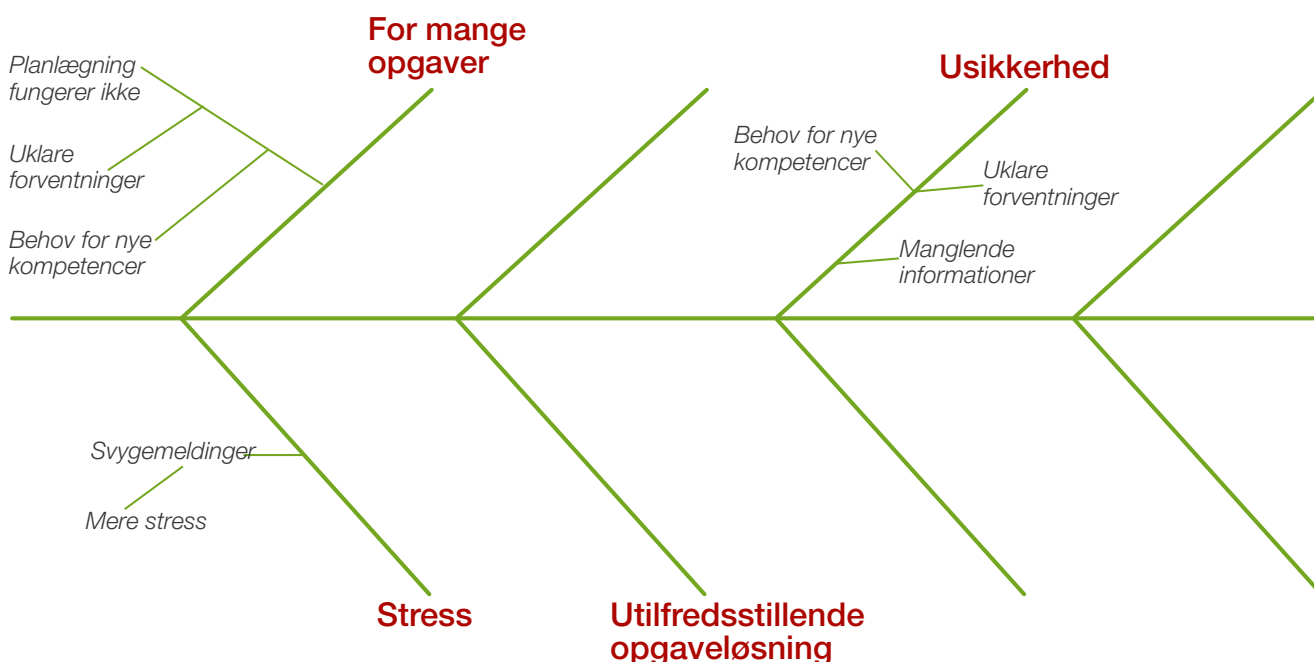 For mange
opgaver
Planlægning
fungerer ikke
Uklare
forventninger
Behov for nye
kompetencer
Usikkerhed
Behov for nye
kompetencer
Uklare
forventninger
Manglende
informationer
Svygemeldinger
Mere stress
Stress
Utilfredsstillende
opgaveløsning